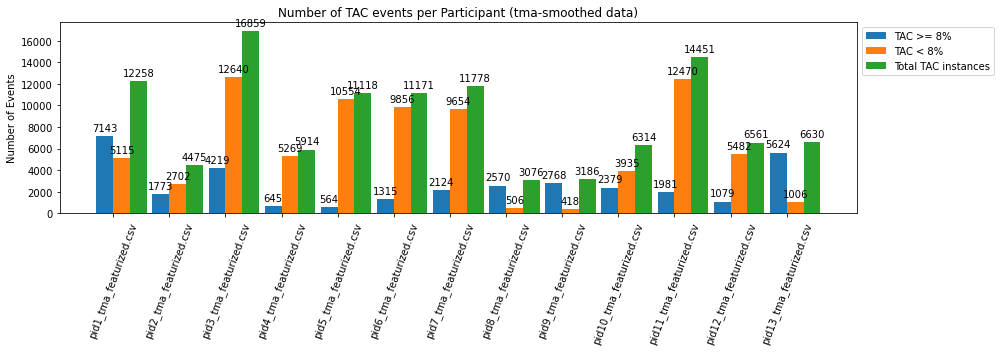 Number of TAC events per Participant (tma-smoothed data)
TAC >= 8%
TAC < 8%
Total TAC instances
Number of Events
16000
14000
12000
10000
8000
6000
4000
2000
0
7143
5115
12258
1773
2702
4475
4219
12640
16859
645
5269
5914
564
10554
11118
1315
9856
11171
2124
9654
11778
2570
506
3076
2768
418
3186
2379
3935
6314
1981
12470
14451
1079
5482
6561
5624
1006
6630
pid1_tma_featurized.csv
pid2_tma_featurized.csv
pid3_tma_featurized.csv
pid4_tma_featurized.csv
pid5_tma_featurized.csv
pid6_tma_featurized.csv
pid7_tma_featurized.csv
pid8_tma_featurized.csv
pid9_tma_featurized.csv
pid10_tma_featurized.csv
pid11_tma_featurized.csv
pid12_tma_featurized.csv
pid13_tma_featurized.csv